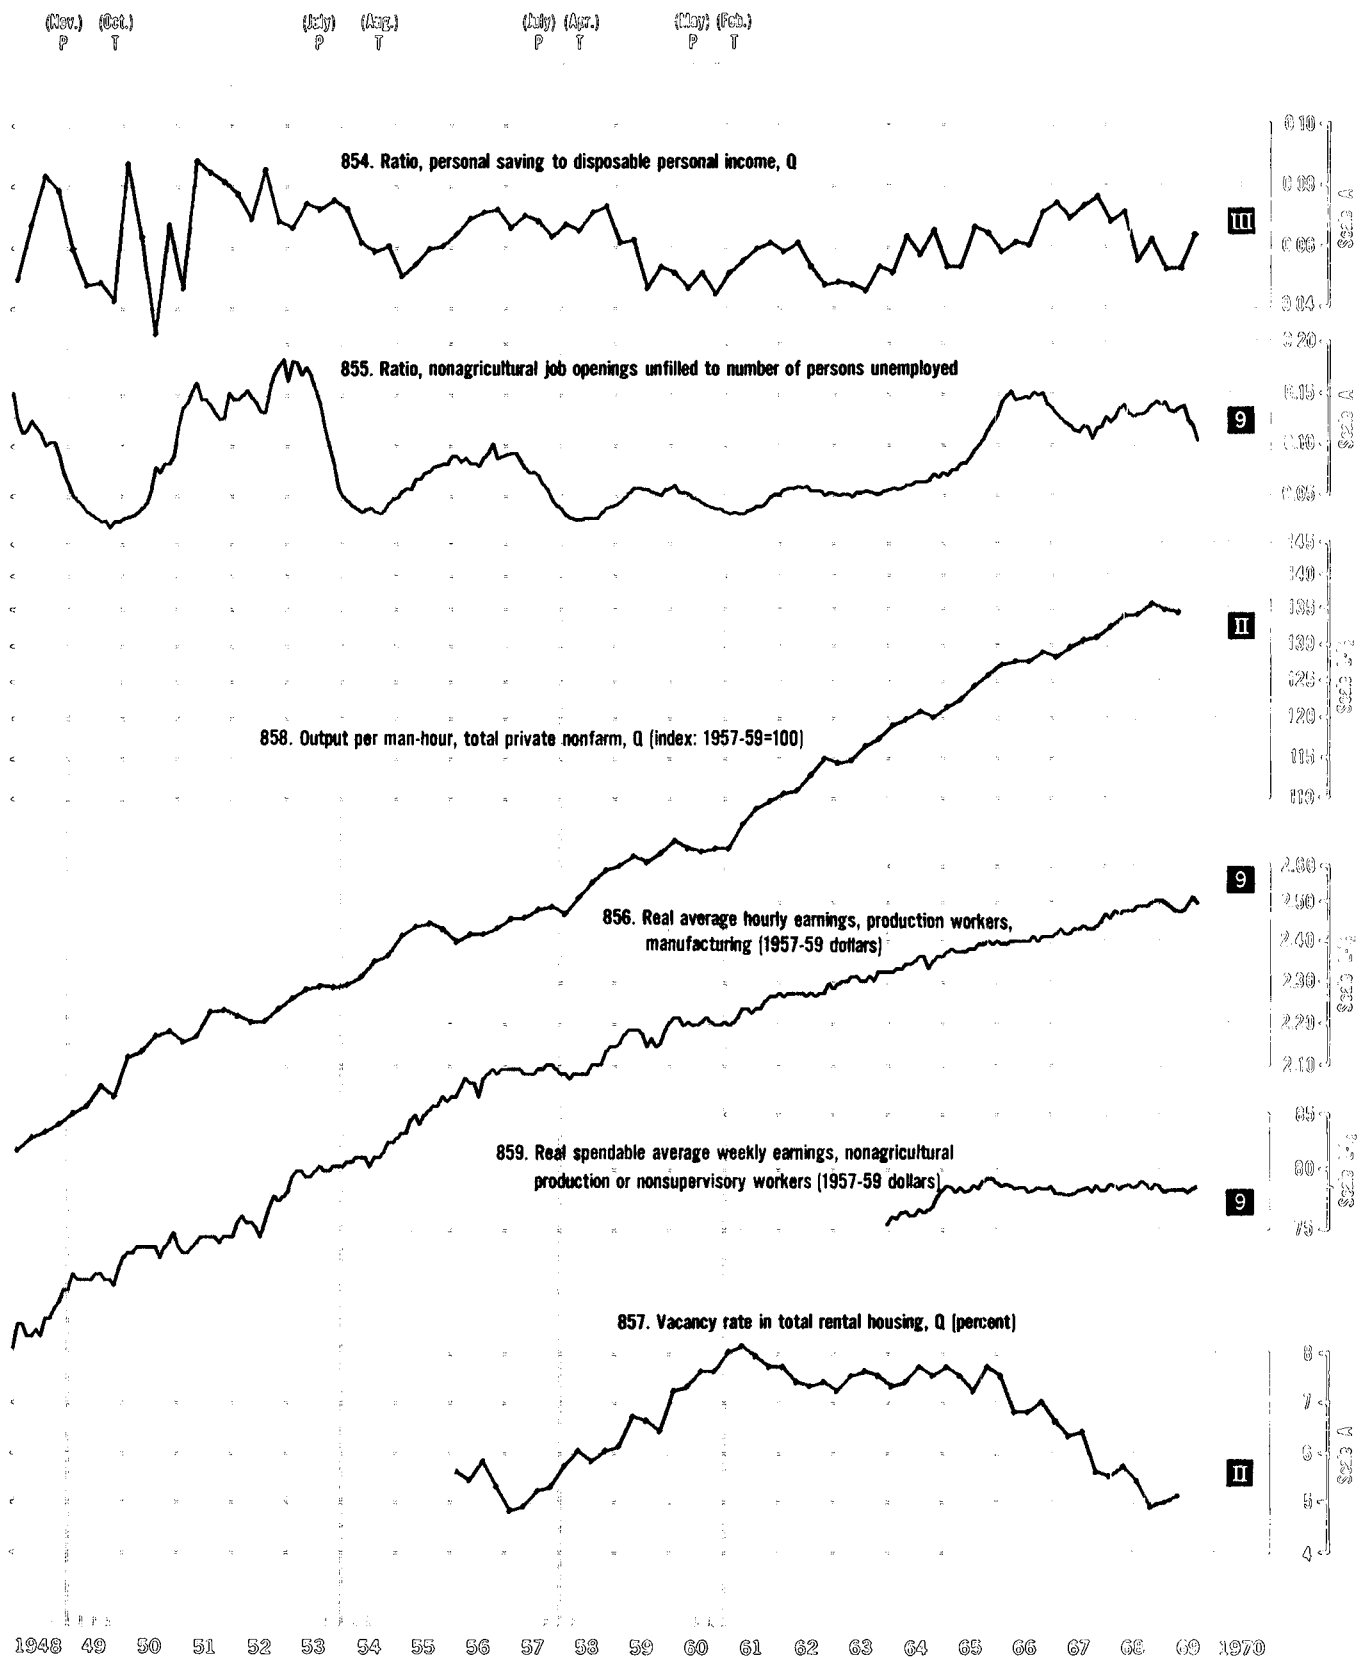 (Nov.) (Oct.) (July) (Aug.) (July) (Apr.) (May) (Feb.)
P T P T P T P T
854. Ratio, personal saving to disposable personal income, Q
0.10
0.08
0.06
0.04
Scale A
III
855. Ratio, nonagricultural job openings unfilled to number of persons unemployed
0.20
0.15
0.10
0.05
Scale A
9
145
140
135
130
125
120
115
110
II
858. Output per man-hour, total private nonfarm, Q (index: 1957-59=100)
9
2.60
2.50
2.40
2.30
2.20
2.10
856. Real average hourly earnings, production workers,
manufacturing (1957-59 dollars)
85
80
75
859. Real spendable average weekly earnings, nonagricultural
production or nonsupervisory workers (1957-59 dollars)
9
857. Vacancy rate in total rental housing, Q (percent)
8
7
6
5
4
Scale A
II
1948 49 50 51 52 53 54 55 56 57 58 59 60 61 62 63 64 65 66 67 68 69 1970